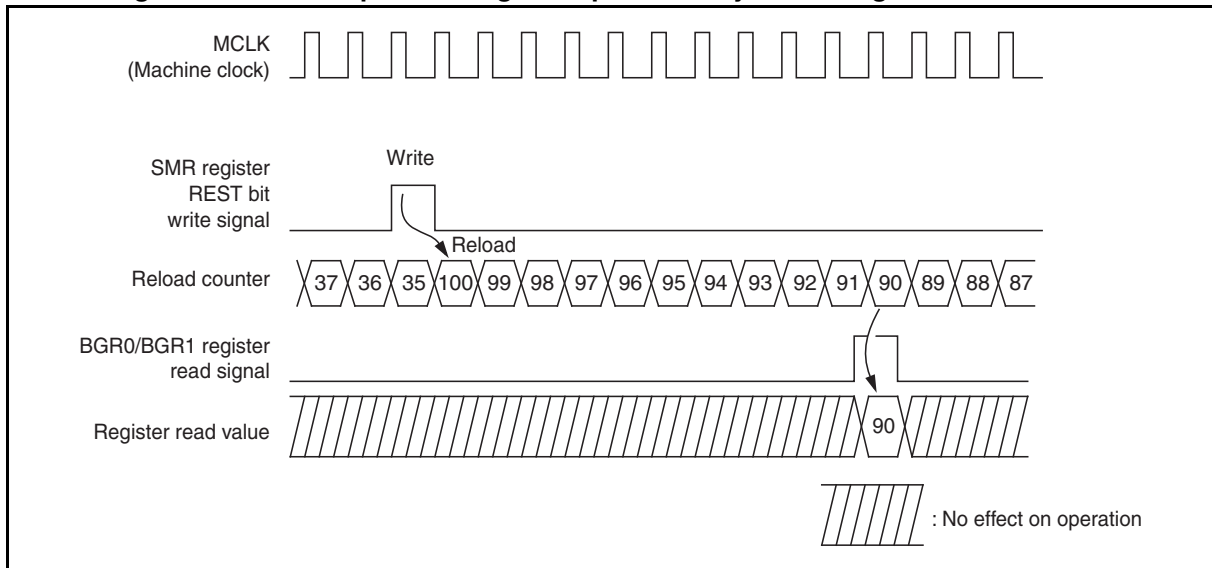 MCLK
(Machine clock)
SMR register
REST bit
write signal
Write
Reload
Reload counter
37 36 35 100 99 98 97 96 95 94 93 92 91 90 89 88 87
BGR0/BGR1 register
read signal
Register read value
90
: No effect on operation